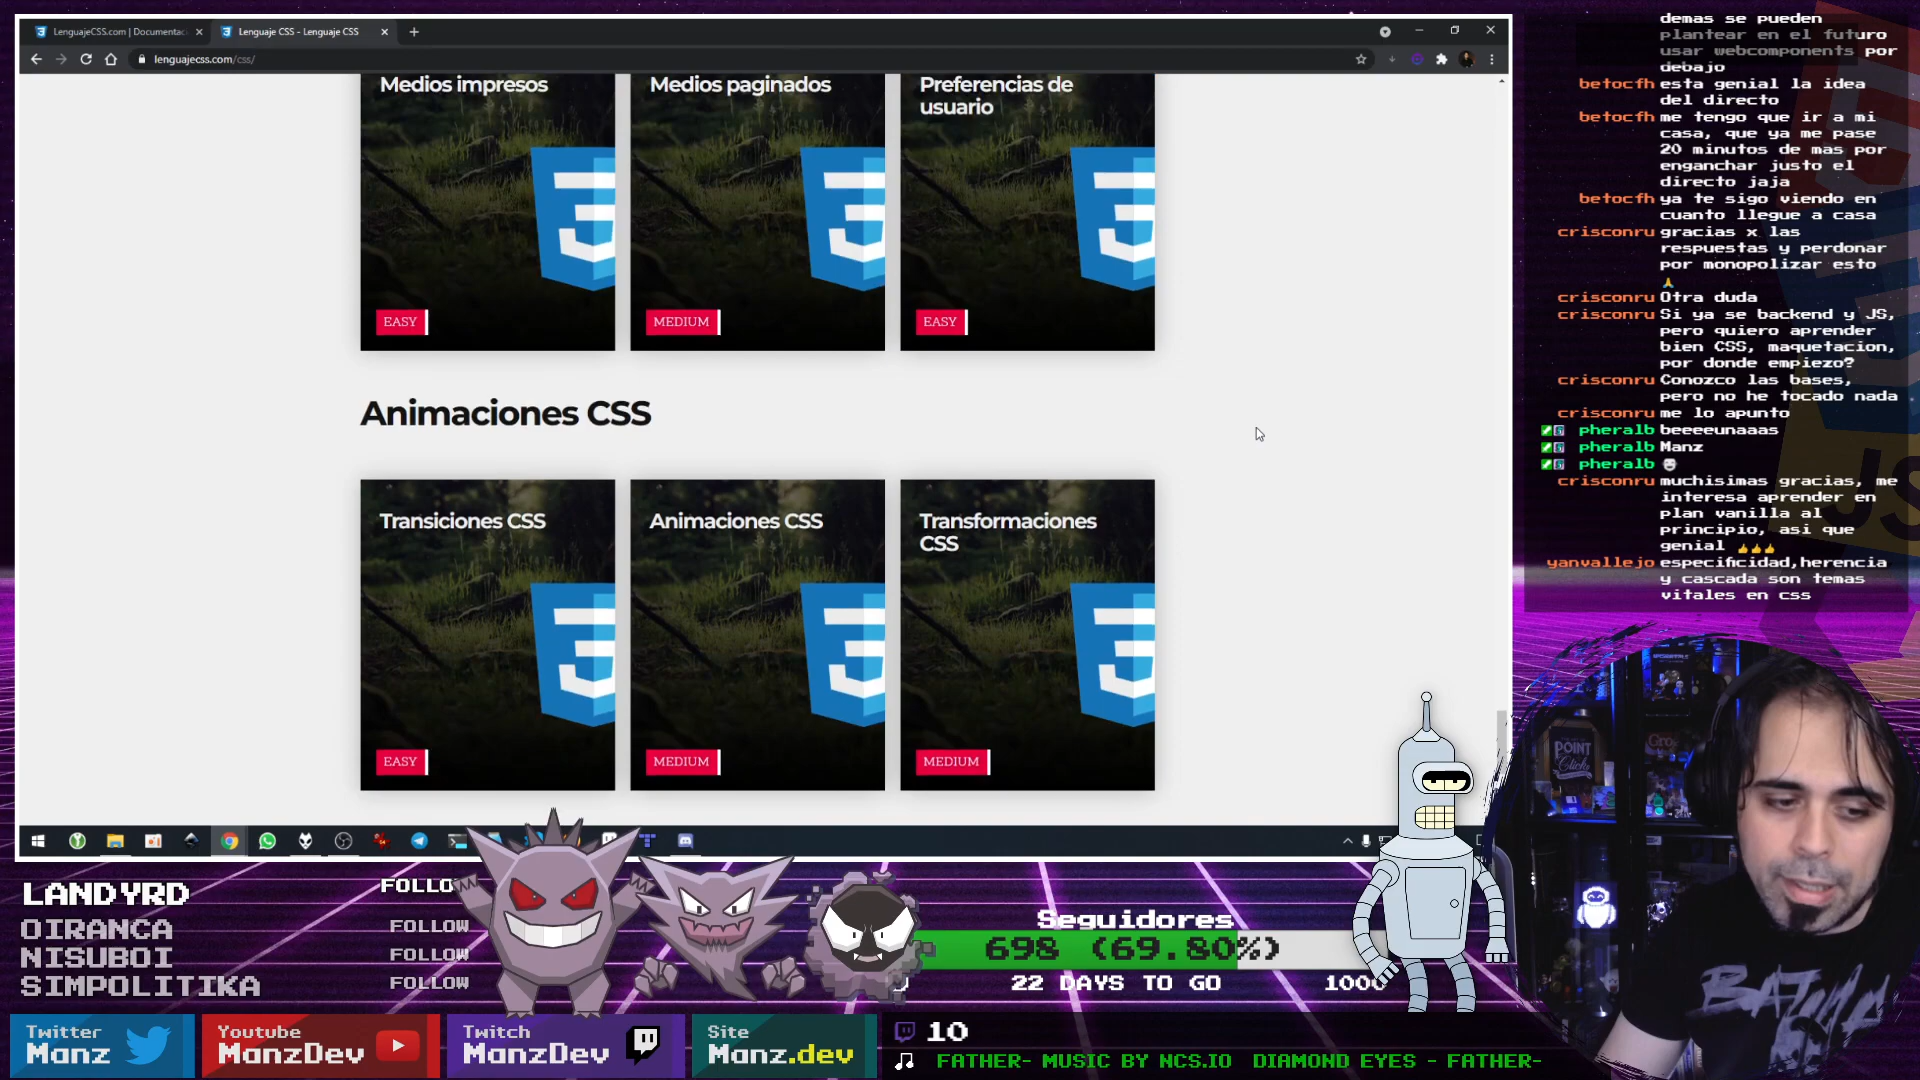 LenguajeCSS.com | Documentac
Lenguaje CSS - Lenguaje CSS
lenguajecss.com/css/
Medios impresos
Medios paginados
Preferencias de
usuario
EASY
MEDIUM
EASY
Animaciones CSS
Transiciones CSS
Animaciones CSS
Transformaciones
CSS
EASY
MEDIUM
MEDIUM
demas se pueden
plantear en el futuro
usar webcomponents por
debajo
betocfh esta genial la idea
del directo
betocfh me tengo que ir a mi
casa, que ya me pase
20 minutos de mas por
enganchar justo el
directo jaja
betocfh ya te sigo viendo en
cuanto llegue a casa
crisconru gracias x las
respuestas y perdonar
por monopolizar esto
crisconru Otra duda
crisconru Si ya se backend y JS,
pero quiero aprender
bien CSS, maquetacion,
por donde empiezo?
crisconru Conozco las bases,
pero no he tocado nada
crisconru me lo apunto
pheralb beeeeunaaas
pheralb Manz
pheralb
crisconru muchisimas gracias, me
interesa aprender en
plan vanilla al
principio, asi que
genial
yanvallejo especificidad,herencia
y cascada son temas
vitales en css
JS
POINT
Click
LANDYRD
FOLLO
OIRANCA
FOLLOW
NISUBOI
FOLLOW
SIMPOLITIKA
FOLLOW
Seguidores
698 (69.80%)
22 DAYS TO GO
1000
Twitter
Manz
Youtube
ManzDev
Twitch
ManzDev
Site
Manz.dev
10
FATHER- MUSIC BY NCS.IO DIAMOND EYES - FATHER-